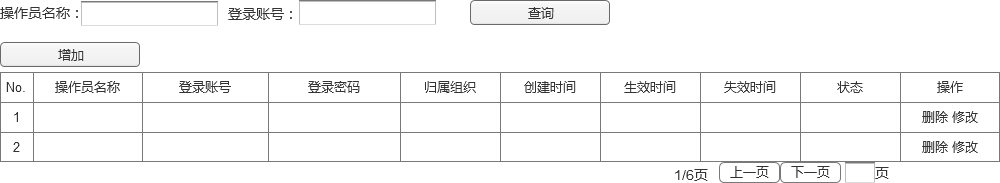 操作员名称： 登录账号： 查询
增加
No. 操作员名称 登录账号 登录密码 归属组织 创建时间 生效时间 失效时间 状态 操作
1 删除 修改
2 删除 修改
1/6页 上一页 下一页 页